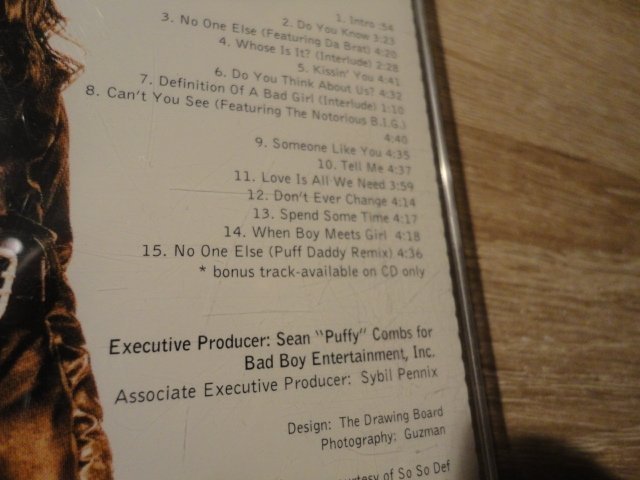 1. Intro :54
2. Do You Know 3:23
3. No One Else (Featuring Da Brat) 4:20
4. Whose Is It? (Interlude) 2:28
5. Kissin' You 4:41
6. Do You Think About Us? 4:32
7. Definition Of A Bad Girl (Interlude) 1:10
8. Can't You See (Featuring The Notorious B.I.G.)
4:40
9. Someone Like You 4:35
10. Tell Me 4:37
11. Love Is All We Need 3:59
12. Don't Ever Change 4:14
13. Spend Some Time 4:17
14. When Boy Meets Girl 4:18
15. No One Else (Puff Daddy Remix) 4:36
* bonus track-available on CD only
Executive Producer: Sean "Puffy" Combs for
Bad Boy Entertainment, Inc.
Associate Executive Producer: Sybil Pennix
Design: The Drawing Board
Photography: Guzman
of So So Def